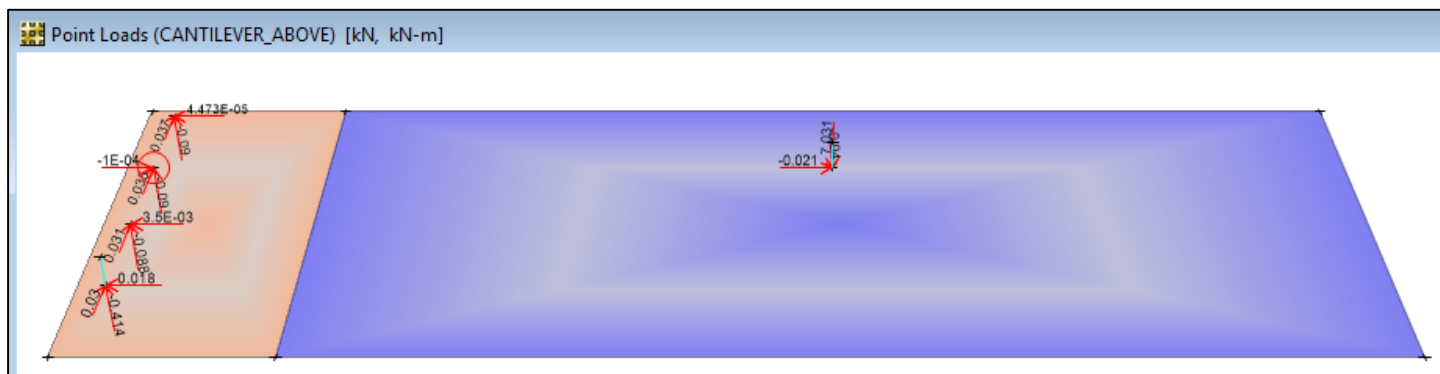 Point Loads (CANTILEVER_ABOVE) [kN, kN-m]
4.473E-05
0.037
-0.09
-1E-04
-0.09
3.5E-03
0.031
-0.088
0.018
0.03
-0.414
-0.021
7.031